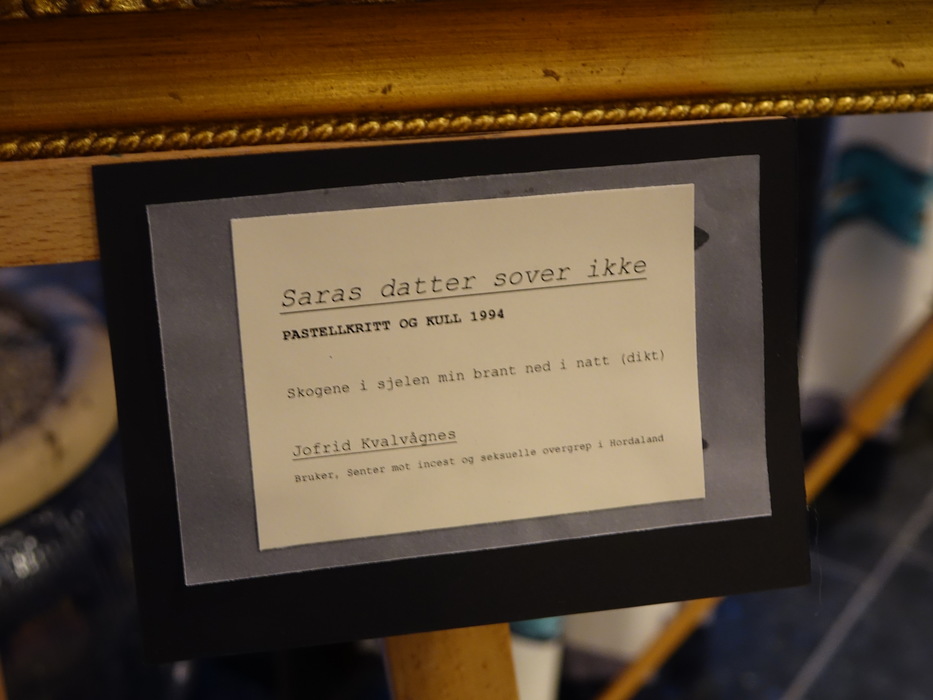 Saras datter sover ikke
PASTELLKRITT OG KULL 1994
Skogene i sjelen min brant ned i natt (dikt)
Jofrid Kvalvågnes
Bruker, Senter mot incest og seksuelle overgrep i Hordaland